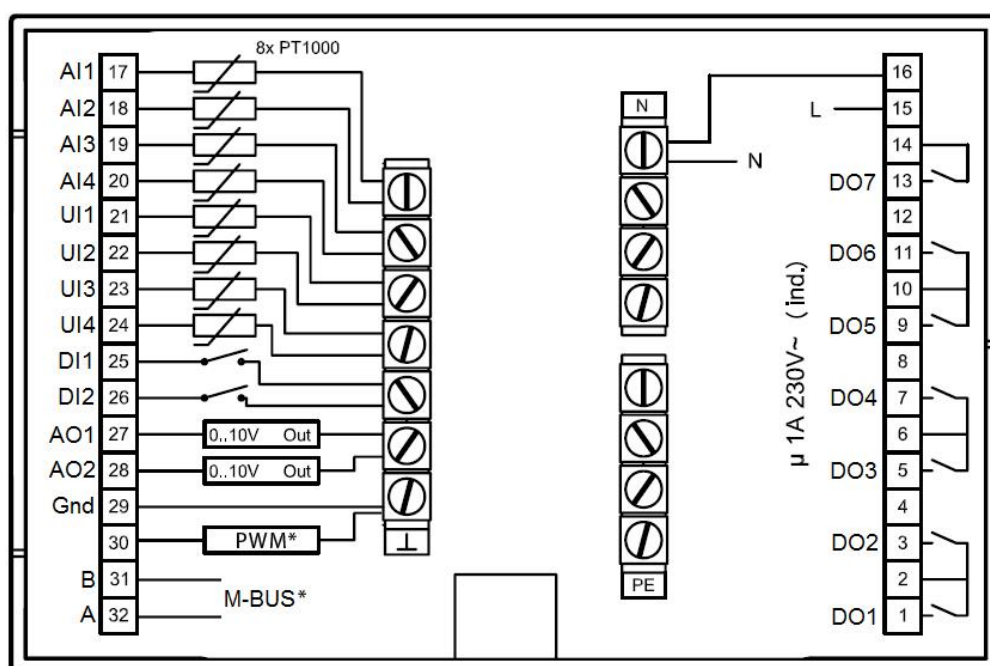 8x PT1000
AI1 17
AI2 18
AI3 19
AI4 20
UI1 21
UI2 22
UI3 23
UI4 24
DI1 25
DI2 26
AO1 27 0..10V Out
AO2 28 0..10V Out
Gnd 29
30 PWM*
B 31
M-BUS*
A 32
⊥
N
N
PE
µ 1A 230V~ (ind.)
16
L 15
14
DO7 13
12
DO6 11
10
DO5 9
8
DO4 7
6
DO3 5
4
DO2 3
2
DO1 1